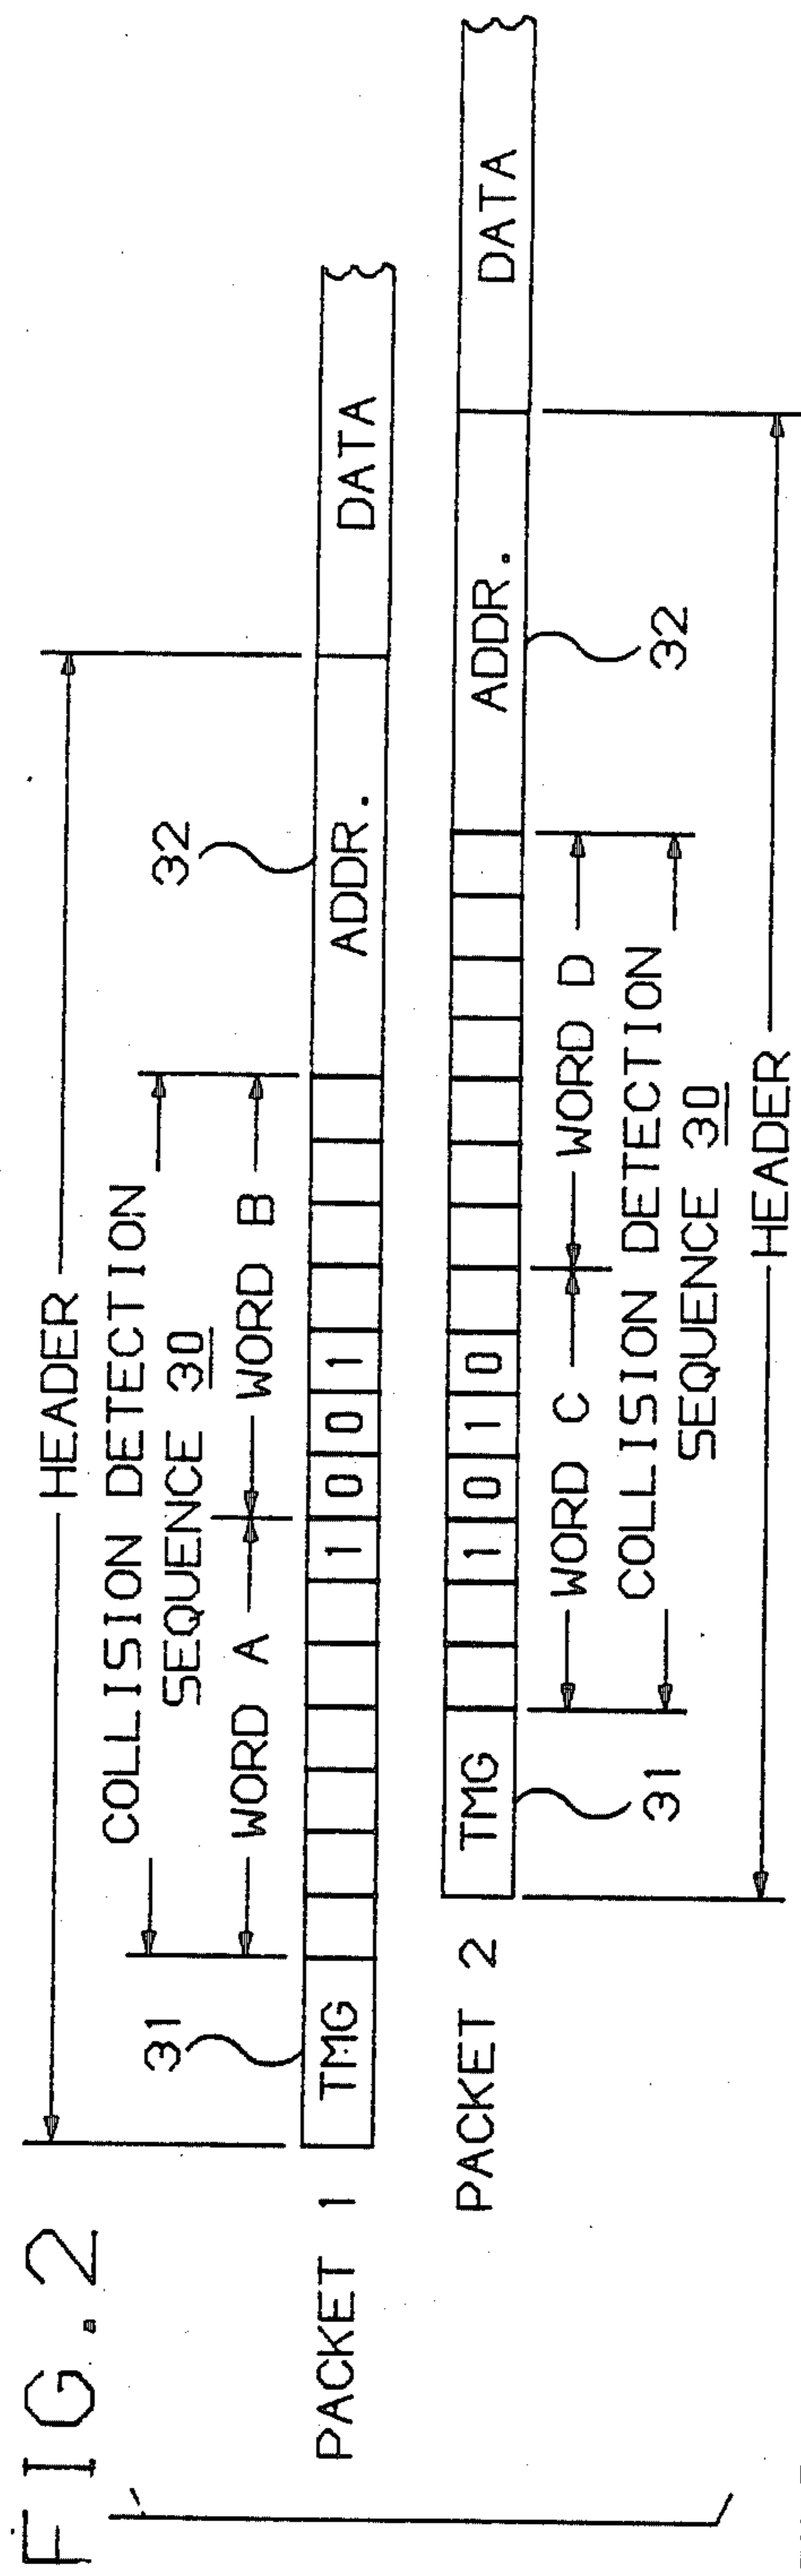 FIG. 2
HEADER
COLLISION DETECTION
SEQUENCE 30
WORD A
WORD B
31
32
PACKET 1
TMG
1 0 0 1
ADDR.
DATA
PACKET 2
TMG
1 0 1 0
ADDR.
DATA
31
32
WORD C
WORD D
COLLISION DETECTION
SEQUENCE 30
HEADER